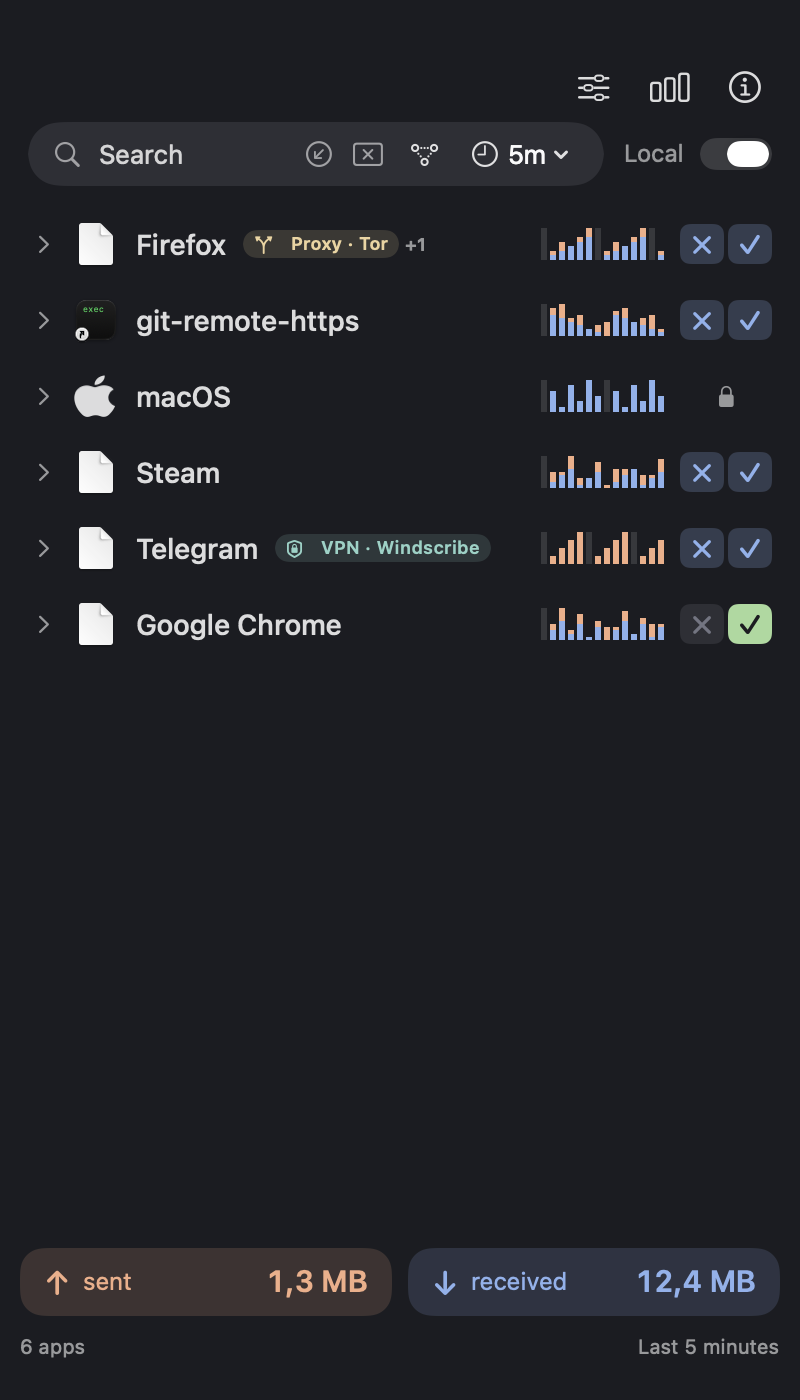 Search 5m Local
Firefox Proxy · Tor +1
exec
git-remote-https
macOS
Steam
Telegram VPN · Windscribe
Google Chrome
sent 1,3 MB received 12,4 MB
6 apps Last 5 minutes